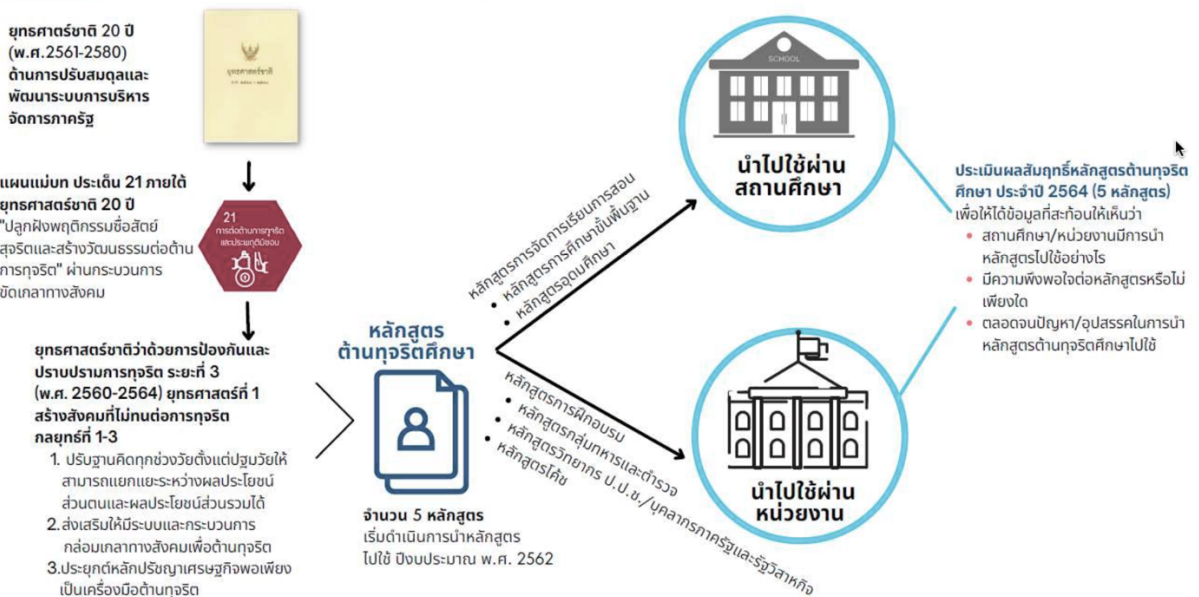 ยุทธศาตร์ชาติ 20 ปี
(พ.ศ.2561-2580)
ด้านการปรับสมดุลและ
พัฒนาระบบการบริหาร
จัดการภาครัฐ
ยุทธศาสตร์ชาติ
แผนแม่บท ประเด็น 21 ภายใต้
ยุทธศาสตร์ชาติ 20 ปี
"ปลูกฝังพฤติกรรมซื่อสัตย์
สุจริตและสร้างวัฒนธรรมต่อต้าน
การทุจริต" ผ่านกระบวนการ
ขัดเกลาทางสังคม
21
การต่อต้านการทุจริต
และประพฤติมิชอบ
ยุทธศาสตร์ชาติว่าด้วยการป้องกันและ
ปราบปรามการทุจริต ระยะที่ 3
(พ.ศ. 2560-2564) ยุทธศาสตร์ที่ 1
สร้างสังคมที่ไม่ทนต่อการทุจริต
กลยุทธ์ที่ 1-3
1. ปรับฐานคิดทุกช่วงวัยตั้งแต่ปฐมวัยให้
สามารถแยกแยะระหว่างผลประโยชน์
ส่วนตนและผลประโยชน์ส่วนรวมได้
2. ส่งเสริมให้มีระบบและกระบวนการ
กล่อมเกลาทางสังคมเพื่อต้านทุจริต
3.ประยุกต์หลักปรัชญาเศรษฐกิจพอเพียง
เป็นเครื่องมือต้านทุจริต
หลักสูตร
ต้านทุจริตศึกษา
จำนวน 5 หลักสูตร
เริ่มดำเนินการนำหลักสูตร
ไปใช้ ปีงบประมาณ พ.ศ. 2562
หลักสูตรการจัดการเรียนการสอน
• หลักสูตรการศึกษาขั้นพื้นฐาน
• หลักสูตรอุดมศึกษา
หลักสูตรการฝึกอบรม
• หลักสูตรกลุ่มทหารและตำรวจ
• หลักสูตรวิทยากร ป.ป.ช./บุคลากรภาครัฐและรัฐวิสาหกิจ
• หลักสูตรโค้ช
SCHOOL
นำไปใช้ผ่าน
สถานศึกษา
นำไปใช้ผ่าน
หน่วยงาน
ประเมินผลสัมฤทธิ์หลักสูตรต้านทุจริต
ศึกษา ประจำปี 2564 (5 หลักสูตร)
เพื่อให้ได้ข้อมูลที่สะท้อนให้เห็นว่า
• สถานศึกษา/หน่วยงานมีการนำ
หลักสูตรไปใช้อย่างไร
• มีความพึงพอใจต่อหลักสูตรหรือไม่
เพียงใด
• ตลอดจนปัญหา/อุปสรรคในการนำ
หลักสูตรต้านทุจริตศึกษาไปใช้